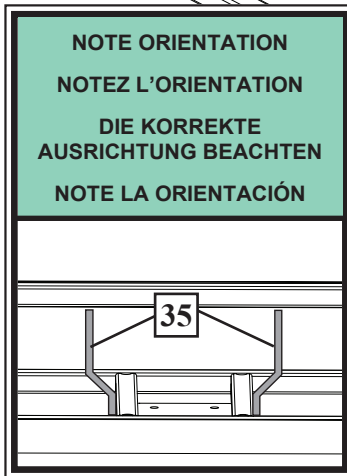 NOTE ORIENTATION
NOTEZ L'ORIENTATION
DIE KORREKTE
AUSRICHTUNG BEACHTEN
NOTE LA ORIENTACIÓN
35